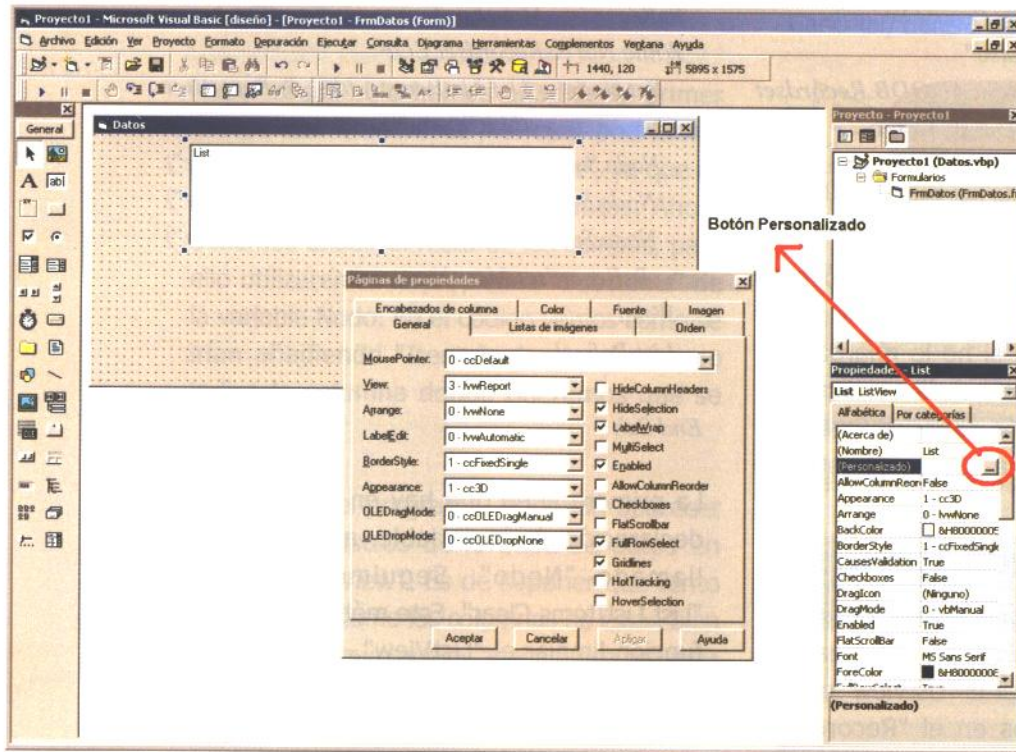 Proyecto1 - Microsoft Visual Basic [diseño] - [Proyecto1 - FrmDatos (Form)]
Archivo Edición Ver Proyecto Formato Depuración Ejecutar Consulta Diagrama Herramientas Complementos Ventana Ayuda
1440, 120 5895 x 1575
General
Datos
List
Botón Personalizado
Páginas de propiedades
Encabezados de columna Color Fuente Imagen
General Listas de imágenes Orden
MousePointer: 0 - ccDefault
View: 3 - lvwReport
Arrange: 0 - lvwNone
LabelEdit: 0 - lvwAutomatic
BorderStyle: 1 - ccFixedSingle
Appearance: 1 - cc3D
OLEDragMode: 0 - ccOLEDragManual
OLEDropMode: 0 - ccOLEDropNone
HideColumnHeaders
HideSelection
LabelWrap
MultiSelect
Enabled
AllowColumnReorder
Checkboxes
FlatScrollbar
FullRowSelect
Gridlines
HotTracking
HoverSelection
Aceptar Cancelar Aplicar Ayuda
Proyecto - Proyecto1
Proyecto1 (Datos.vbp)
Formularios
FrmDatos (FrmDatos.f
Propiedades - List
List ListView
Alfabética Por categorías
(Acerca de)
(Nombre) List
(Personalizado) ...
AllowColumnReor False
Appearance 1 - cc3D
Arrange 0 - lvwNone
BackColor &H8000000E
BorderStyle 1 - ccFixedSingle
CausesValidation True
Checkboxes False
DragIcon (Ninguno)
DragMode 0 - vbManual
Enabled True
FlatScrollBar False
Font MS Sans Serif
ForeColor &H8000000E
(Personalizado)